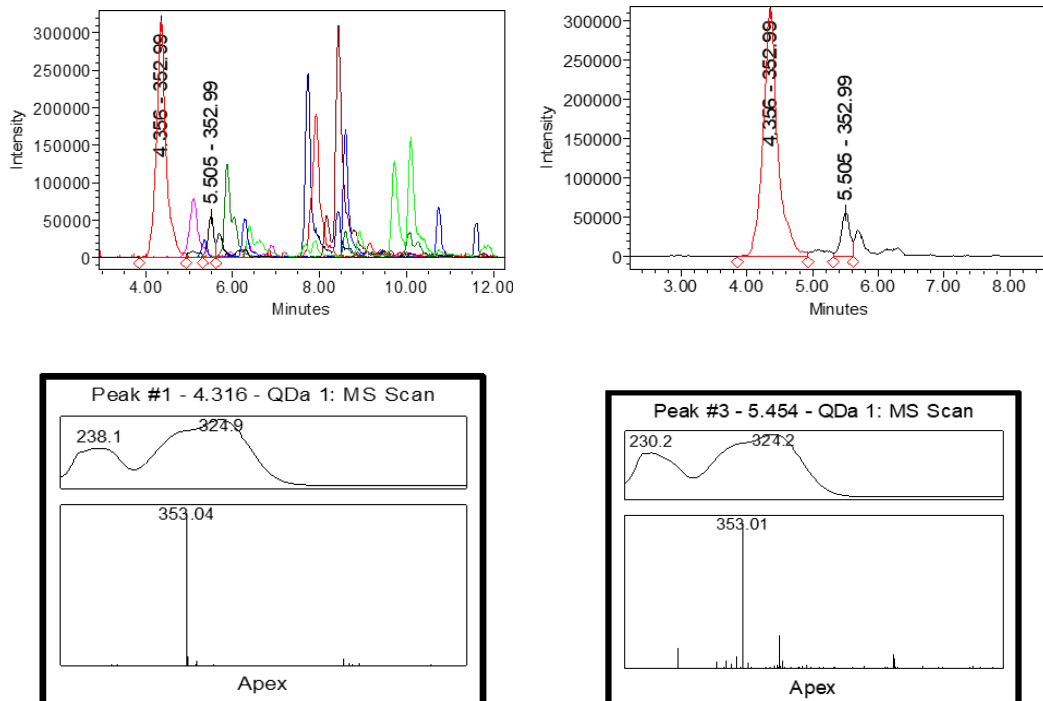 300000
250000
200000
150000
100000
50000
0
Intensity
4.356 - 352.99
5.505 - 352.99
4.00
6.00
8.00
10.00
12.00
Minutes
300000
250000
200000
150000
100000
50000
0
Intensity
4.356 - 352.99
5.505 - 352.99
3.00
4.00
5.00
6.00
7.00
8.00
Minutes
Peak #1 - 4.316 - QDa 1: MS Scan
238.1
324.9
353.04
Apex
Peak #3 - 5.454 - QDa 1: MS Scan
230.2
324.2
353.01
Apex